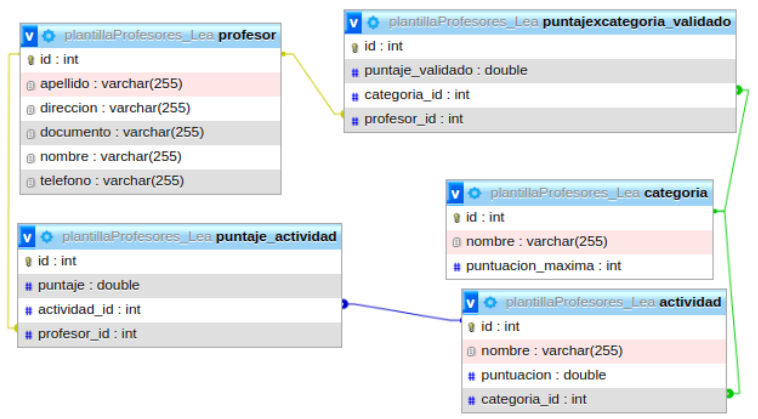 plantillaProfesores_Lea profesor
id : int
apellido : varchar(255)
direccion : varchar(255)
documento : varchar(255)
nombre : varchar(255)
telefono : varchar(255)
plantillaProfesores_Lea puntajexcategoria_validado
id : int
puntaje_validado : double
categoria_id : int
profesor_id : int
plantillaProfesores_Lea categoria
id : int
nombre : varchar(255)
puntuacion_maxima : int
plantillaProfesores_Lea puntaje_actividad
id : int
puntaje : double
actividad_id : int
profesor_id : int
plantillaProfesores_Lea actividad
id : int
nombre : varchar(255)
puntuacion : double
categoria_id : int